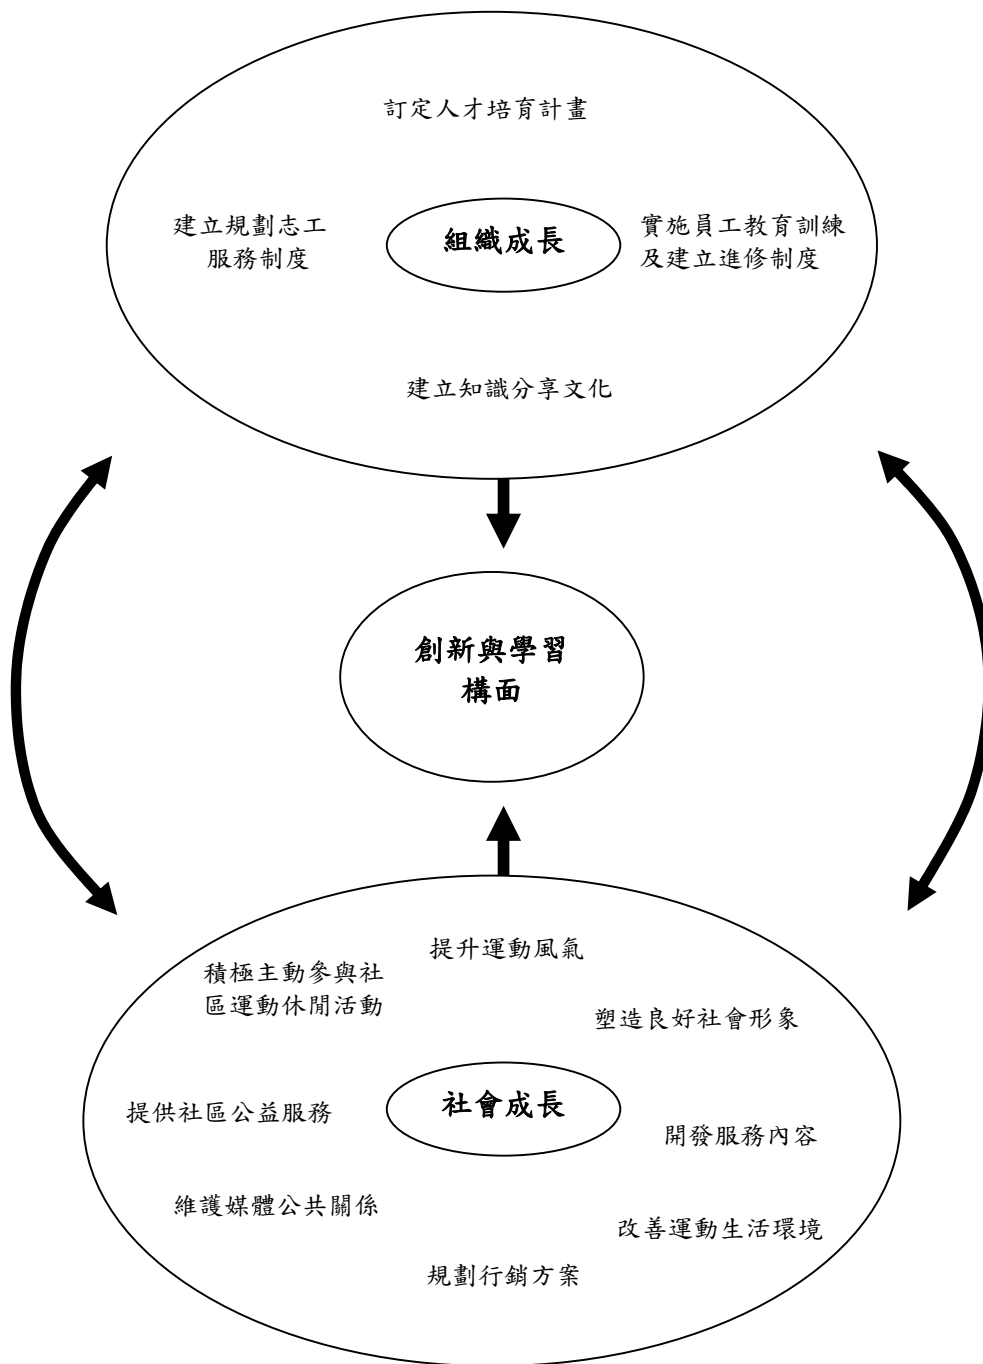 訂定人才培育計畫
建立規劃志工
服務制度
組織成長
實施員工教育訓練
及建立進修制度
建立知識分享文化
創新與學習
構面
提升運動風氣
積極主動參與社
區運動休閒活動
塑造良好社會形象
提供社區公益服務
社會成長
開發服務內容
維護媒體公共關係
改善運動生活環境
規劃行銷方案